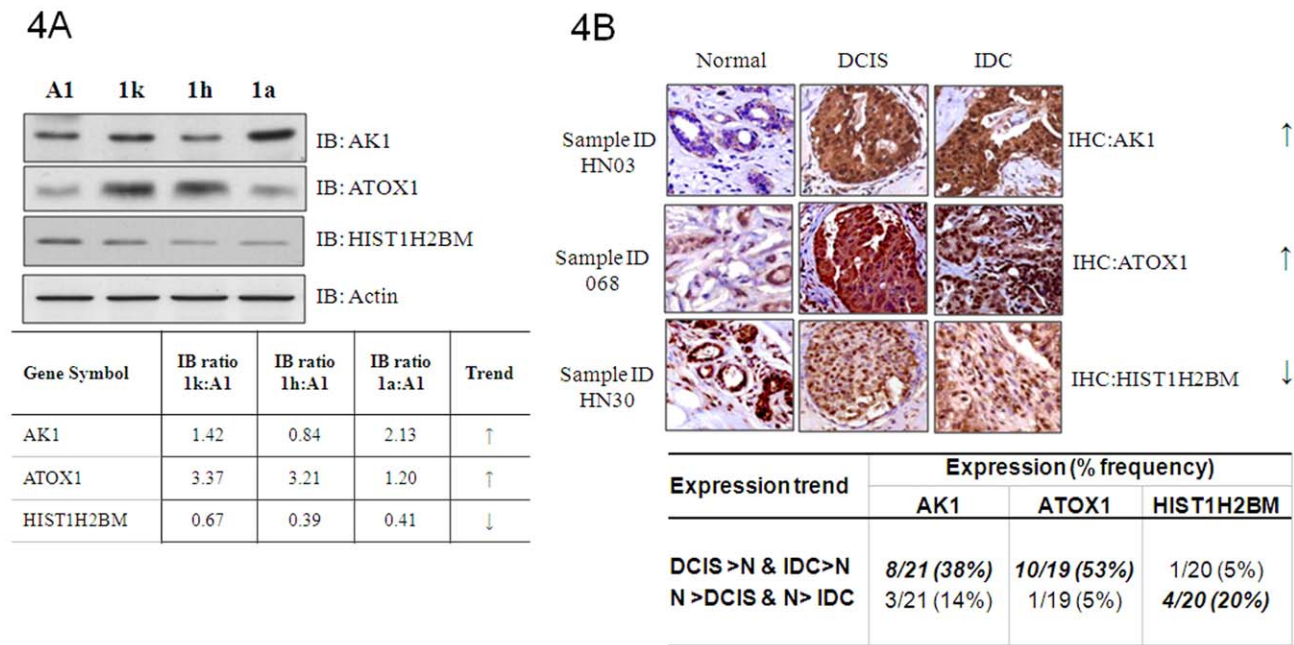 4A
A1 1k 1h 1a
IB: AK1
IB: ATOX1
IB: HIST1H2BM
IB: Actin
Gene Symbol IB ratio 1k:A1 IB ratio 1h:A1 IB ratio 1a:A1 Trend
AK1 1.42 0.84 2.13 ↑
ATOX1 3.37 3.21 1.20 ↑
HIST1H2BM 0.67 0.39 0.41 ↓
4B
Normal DCIS IDC
Sample ID HN03 IHC:AK1 ↑
Sample ID 068 IHC:ATOX1 ↑
Sample ID HN30 IHC:HIST1H2BM ↓
Expression trend Expression (% frequency)
AK1 ATOX1 HIST1H2BM
DCIS >N & IDC>N 8/21 (38%) 10/19 (53%) 1/20 (5%)
N >DCIS & N> IDC 3/21 (14%) 1/19 (5%) 4/20 (20%)